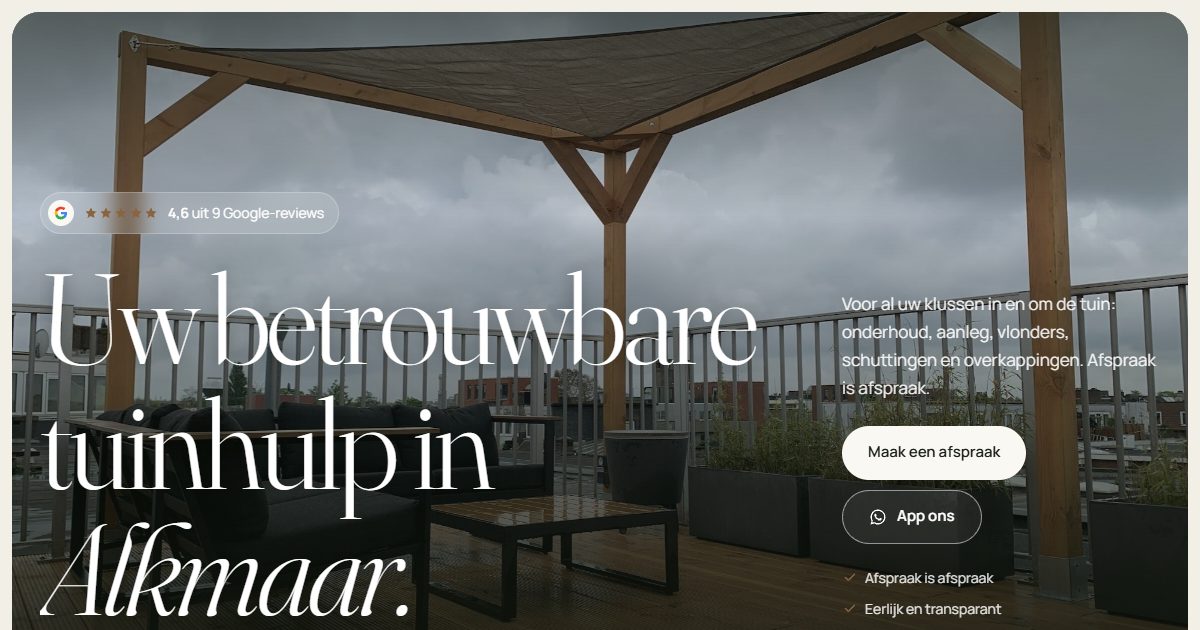 4,6 uit 9 Google-reviews
Uw betrouwbare
tuinhulp in
Alkmaar.
Voor al uw klussen in en om de tuin:
onderhoud, aanleg, vlonders,
schuttingen en overkappingen. Afspraak
is afspraak.
Maak een afspraak
App ons
Afspraak is afspraak
Eerlijk en transparant